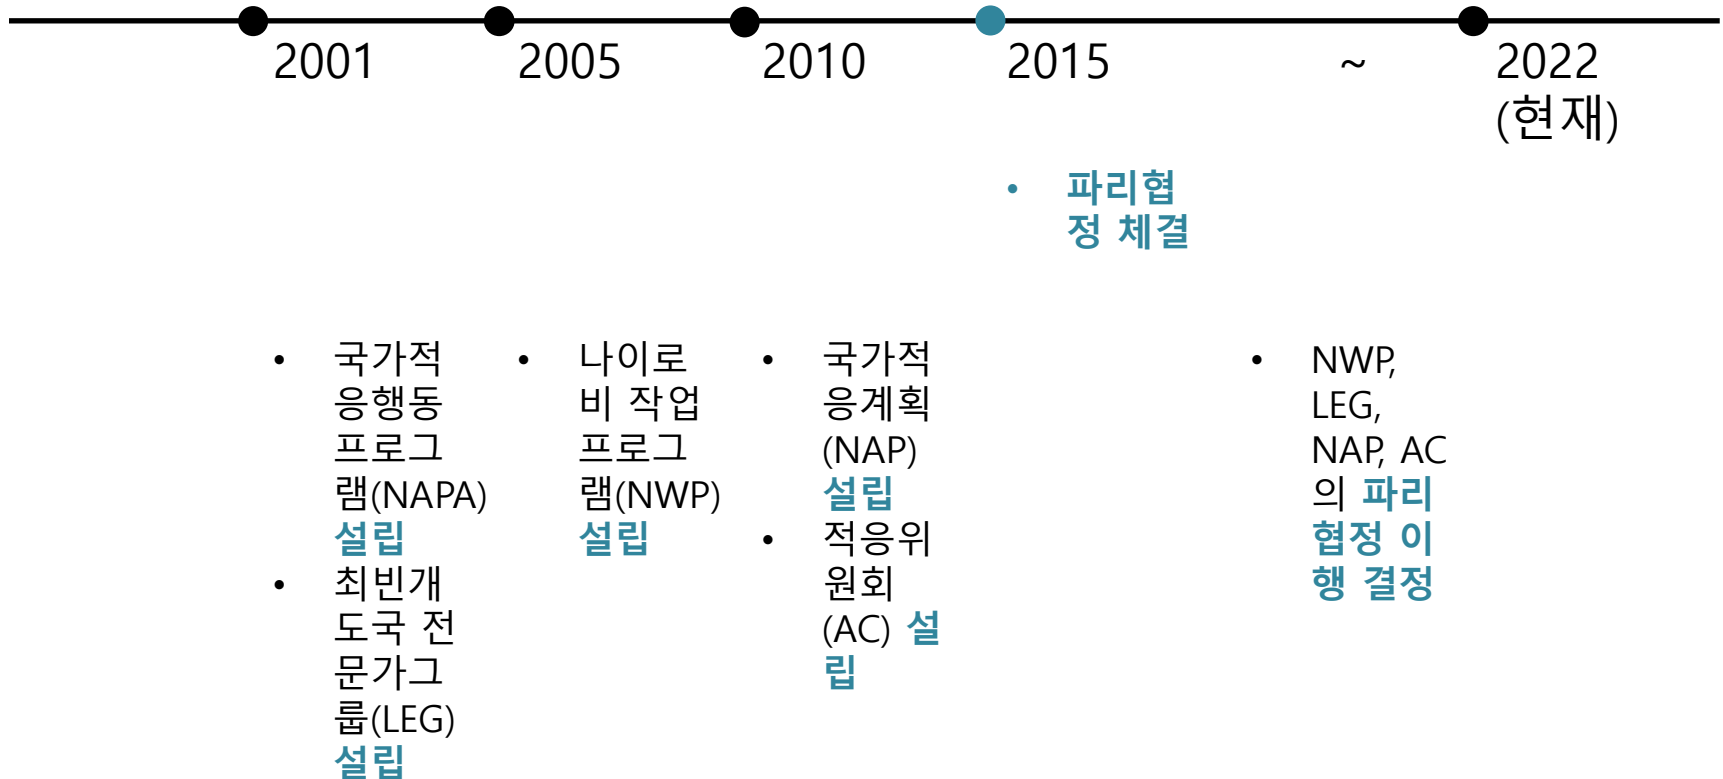 2001
2005
2010
2015
~
2022
(현재)
• 파리협
정 체결
• 국가적
응행동
프로그
램(NAPA)
설립
• 최빈개
도국 전
문가그
룹(LEG)
설립
• 나이로
비 작업
프로그
램(NWP)
설립
• 국가적
응계획
(NAP)
설립
• 적응위
원회
(AC) 설
립
• NWP,
LEG,
NAP, AC
의 파리
협정 이
행 결정